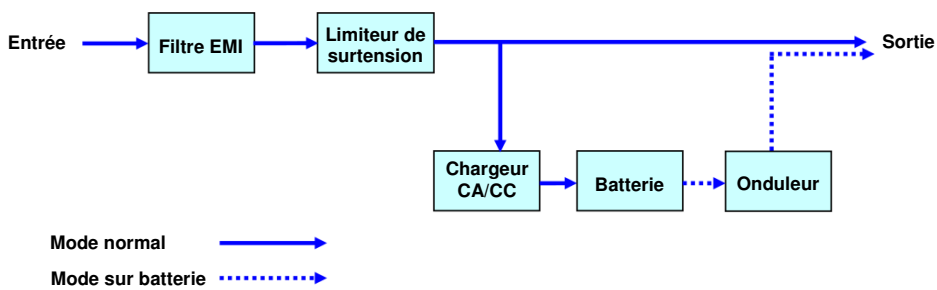 Entrée
Filtre EMI
Limiteur de
surtension
Sortie
Chargeur
CA/CC
Batterie
Onduleur
Mode normal
Mode sur batterie